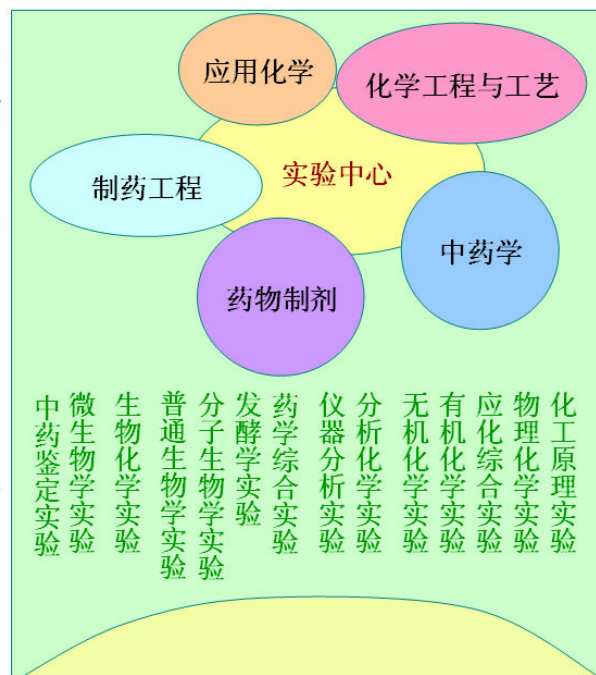 应用化学
化学工程与工艺
实验中心
制药工程
中药学
药物制剂
中药鉴定实验
微生物学实验
生物化学实验
普通生物学实验
分子生物学实验
发酵学实验
药学综合实验
仪器分析实验
分析化学实验
无机化学实验
有机化学实验
应化综合实验
物理化学实验
化工原理实验